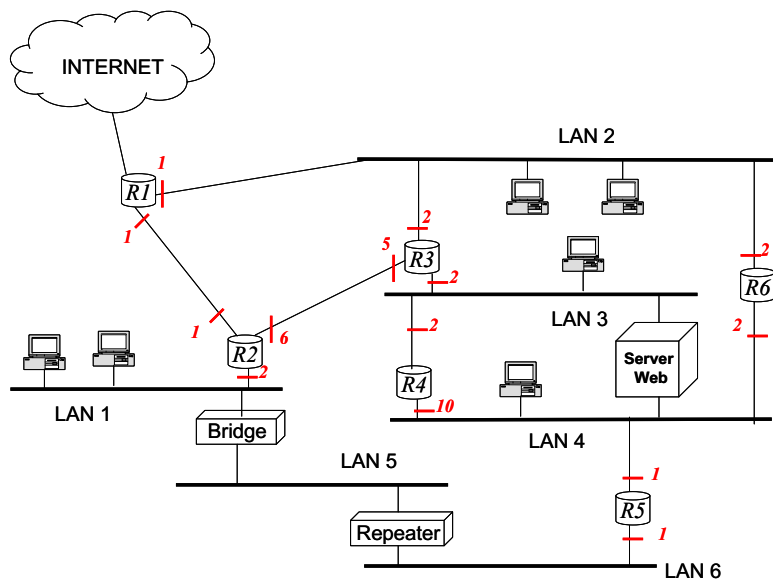 INTERNET
LAN 2
1
R1
1
2
5
R3
2
2
R6
2
LAN 3
2
1
6
R2
2
R4
10
Server
Web
LAN 1
Bridge
LAN 4
LAN 5
1
R5
1
Repeater
LAN 6